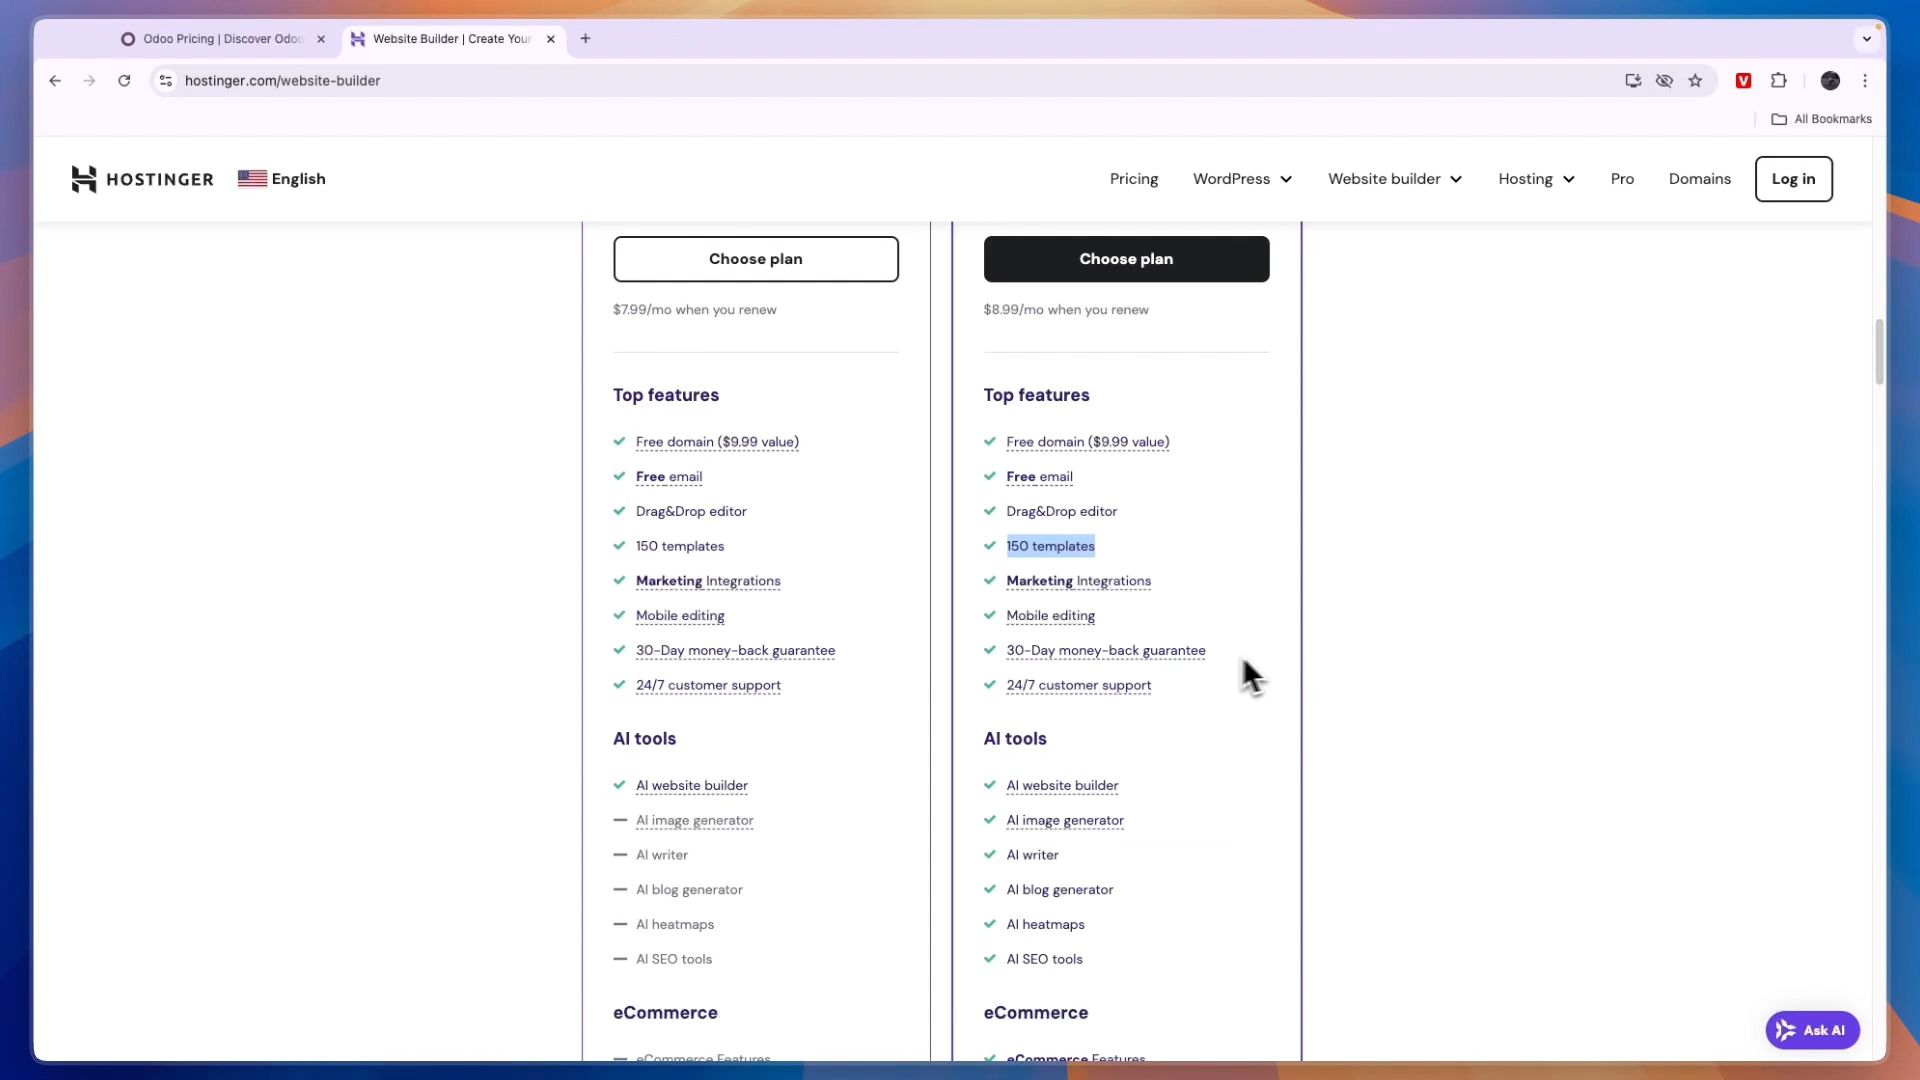 Odoo Pricing | Discover Odoo
Website Builder | Create Your
hostinger.com/website-builder
All Bookmarks
HOSTINGER
English
Pricing
WordPress
Website builder
Hosting
Pro
Domains
Log in
Choose plan
$7.99/mo when you renew
Top features
Free domain ($9.99 value)
Free email
Drag&Drop editor
150 templates
Marketing Integrations
Mobile editing
30-Day money-back guarantee
24/7 customer support
AI tools
AI website builder
AI image generator
AI writer
AI blog generator
AI heatmaps
AI SEO tools
eCommerce
eCommerce Features
Choose plan
$8.99/mo when you renew
Top features
Free domain ($9.99 value)
Free email
Drag&Drop editor
150 templates
Marketing Integrations
Mobile editing
30-Day money-back guarantee
24/7 customer support
AI tools
AI website builder
AI image generator
AI writer
AI blog generator
AI heatmaps
AI SEO tools
eCommerce
eCommerce Features
Ask AI